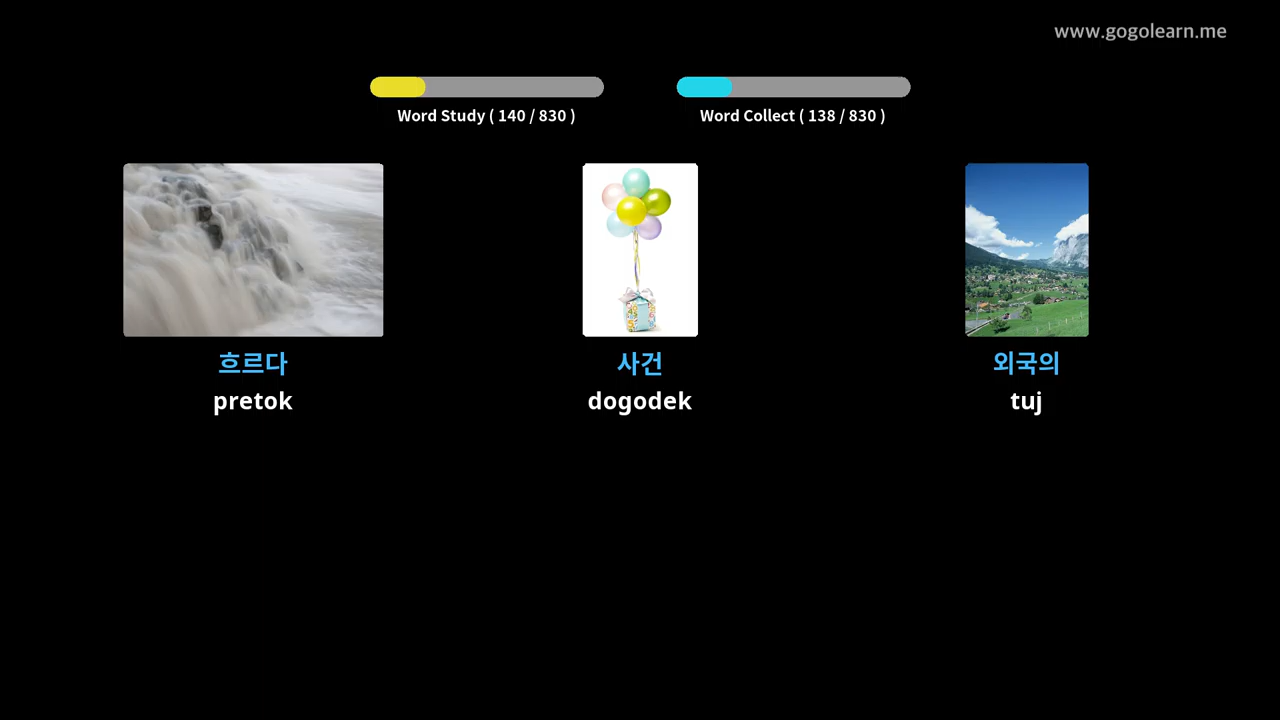 www.gogolearn.me
Word Study ( 140 / 830 )
Word Collect ( 138 / 830 )
흐르다
사건
외국의
pretok
dogodek
tuj